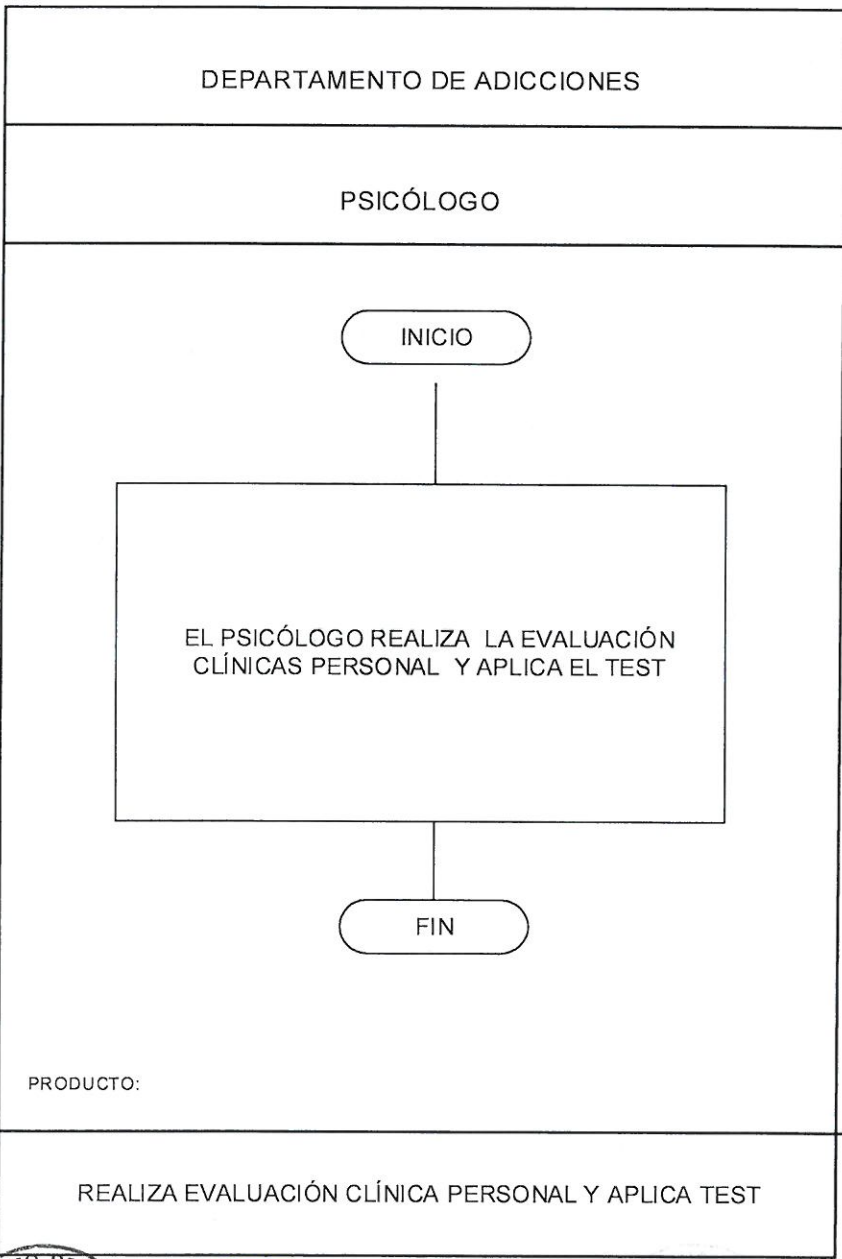 DEPARTAMENTO DE ADICCIONES
PSICÓLOGO
INICIO
EL PSICÓLOGO REALIZA LA EVALUACIÓN
CLÍNICAS PERSONAL Y APLICA EL TEST
FIN
PRODUCTO:
REALIZA EVALUACIÓN CLÍNICA PERSONAL Y APLICA TEST